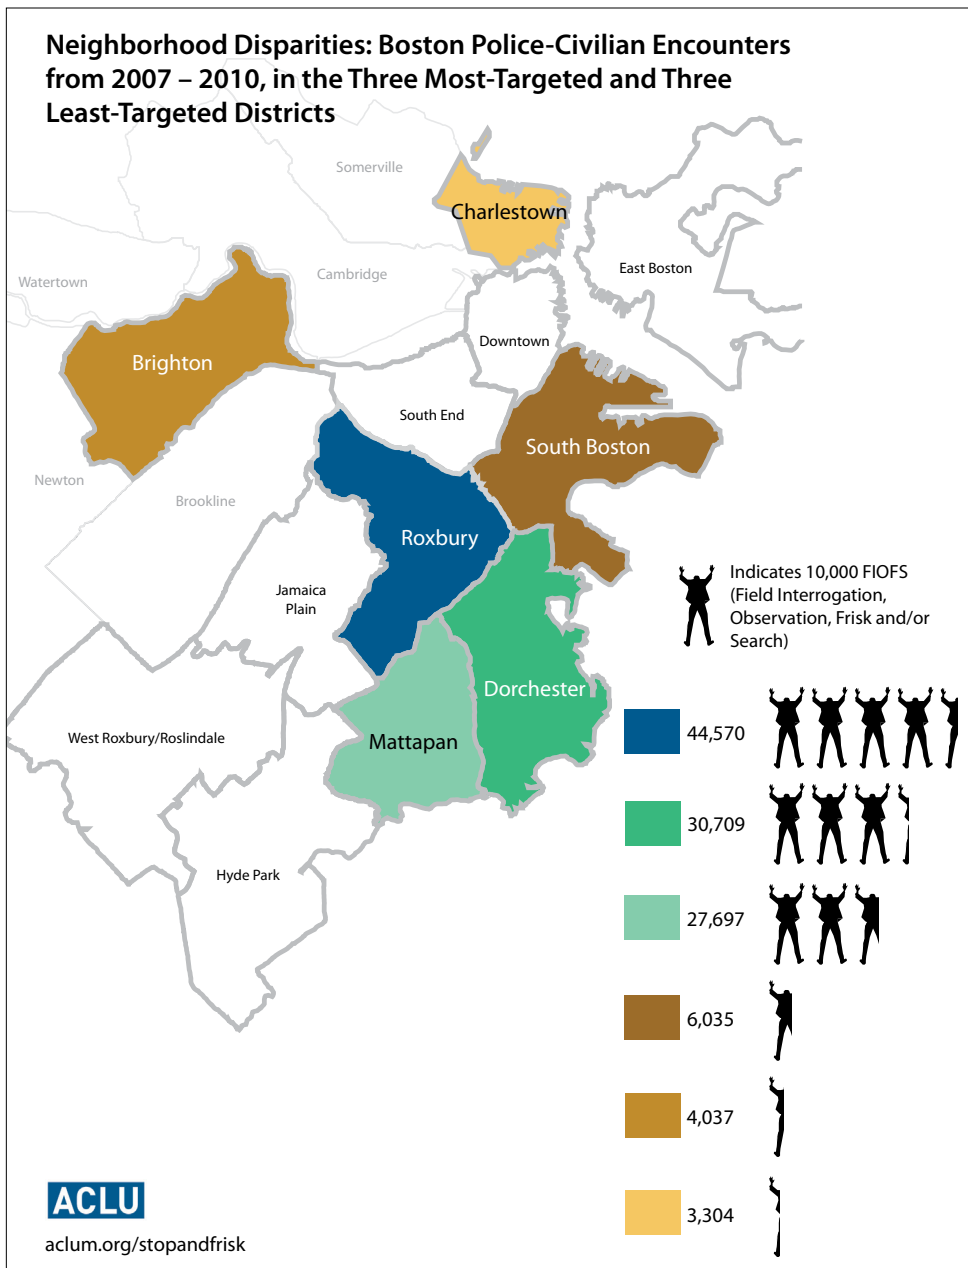 Neighborhood Disparities: Boston Police-Civilian Encounters
from 2007 – 2010, in the Three Most-Targeted and Three
Least-Targeted Districts
Somerville
Charlestown
East Boston
Watertown
Cambridge
Downtown
Brighton
South End
South Boston
Newton
Brookline
Roxbury
Jamaica
Plain
Indicates 10,000 FIOFS
(Field Interrogation,
Observation, Frisk and/or
Search)
Dorchester
West Roxbury/Roslindale
Mattapan
Hyde Park
44,570
30,709
27,697
6,035
4,037
3,304
ACLU
aclum.org/stopandfrisk